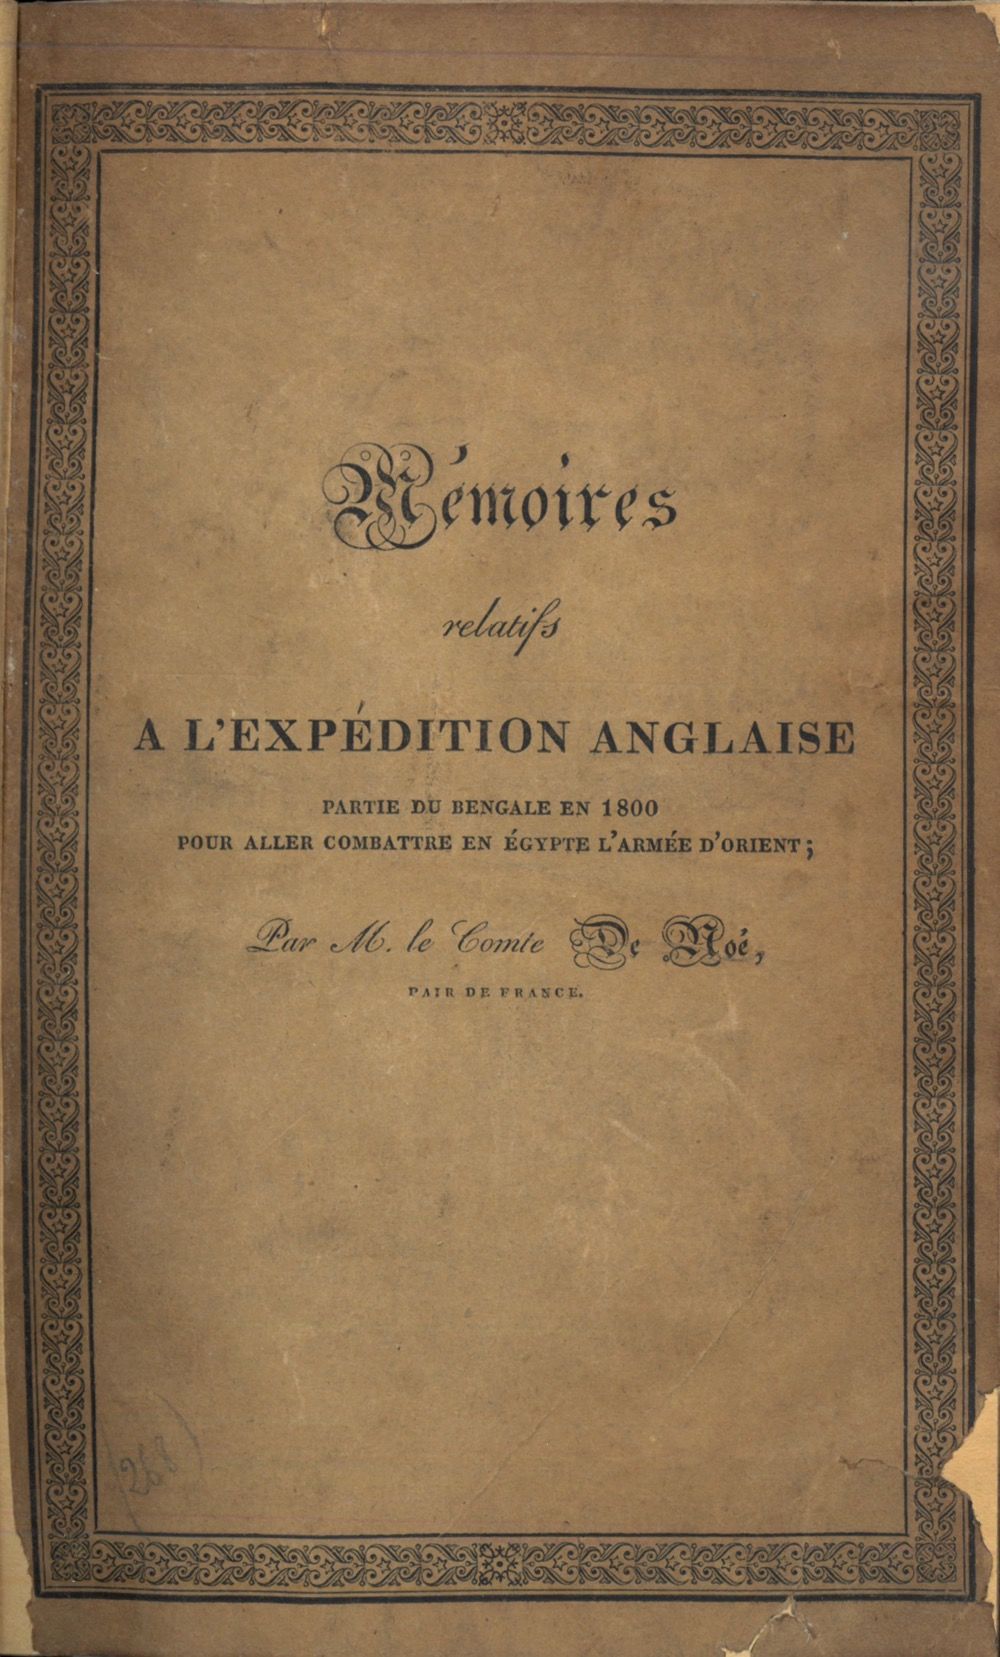 Mémoires
relatifs
A L'EXPÉDITION ANGLAISE
PARTIE DU BENGALE EN 1800
POUR ALLER COMBATTRE EN ÉGYPTE L'ARMÉE D'ORIENT;
Par M. le Comte De Noé,
PAIR DE FRANCE.
(268)